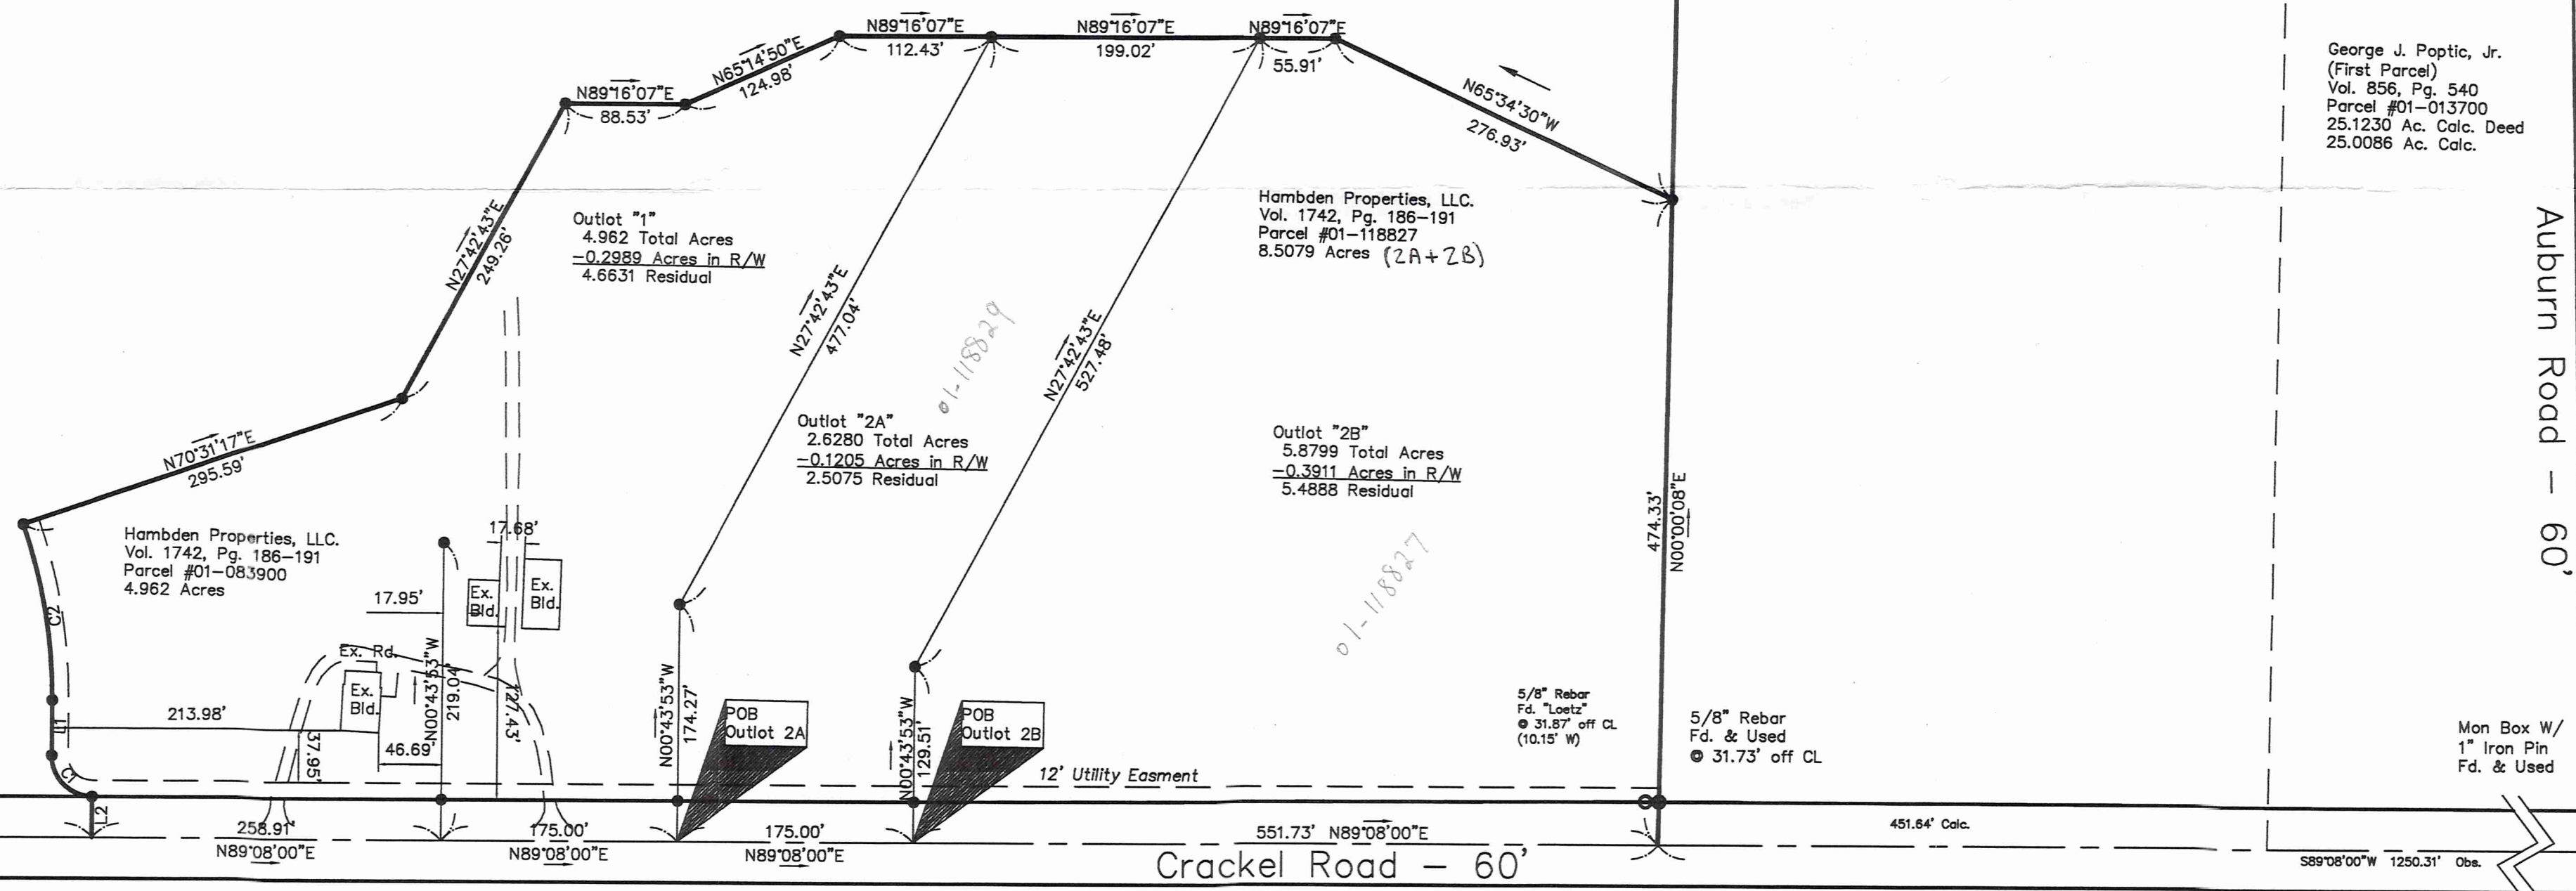 N89°16'07"E
112.43'
N89°16'07"E
199.02'
N89°16'07"E
55.91'
N65°14'50"E
124.98'
N89°16'07"E
88.53'
N65°34'30"W
276.93'
George J. Poptic, Jr.
(First Parcel)
Vol. 856, Pg. 540
Parcel #01-013700
25.1230 Ac. Calc. Deed
25.0086 Ac. Calc.
Auburn Road - 60'
N27°42'43"E
249.26'
Outlot "1"
4.962 Total Acres
-0.2989 Acres in R/W
4.6631 Residual
N27°42'43"E
477.04'
01-118829
N27°42'43"E
527.48'
Hambden Properties, LLC.
Vol. 1742, Pg. 186-191
Parcel #01-118827
8.5079 Acres (2A+2B)
Outlot "2A"
2.6280 Total Acres
-0.1205 Acres in R/W
2.5075 Residual
Outlot "2B"
5.8799 Total Acres
-0.3911 Acres in R/W
5.4888 Residual
01-118827
N70°31'17"E
295.59'
Hambden Properties, LLC.
Vol. 1742, Pg. 186-191
Parcel #01-083900
4.962 Acres
17.68'
Ex.
Bld.
Ex.
Bld.
17.95'
C2
Ex. Rd.
Ex.
Bld.
N00°43'53"W
219.04'
127.43'
213.98'
L1
46.69'
37.95'
C1
L2
N00°43'53"W
174.27'
POB
Outlot 2A
N00°43'53"W
129.51'
POB
Outlot 2B
12' Utility Easment
474.33'
N00°00'08"E
5/8" Rebar
Fd. "Loetz"
@ 31.87' off CL
(10.15' W)
5/8" Rebar
Fd. & Used
@ 31.73' off CL
Mon Box W/
1" Iron Pin
Fd. & Used
258.91'
N89°08'00"E
175.00'
N89°08'00"E
175.00'
N89°08'00"E
551.73' N89°08'00"E
451.64' Calc.
Crackel Road - 60'
S89°08'00"W 1250.31' Obs.